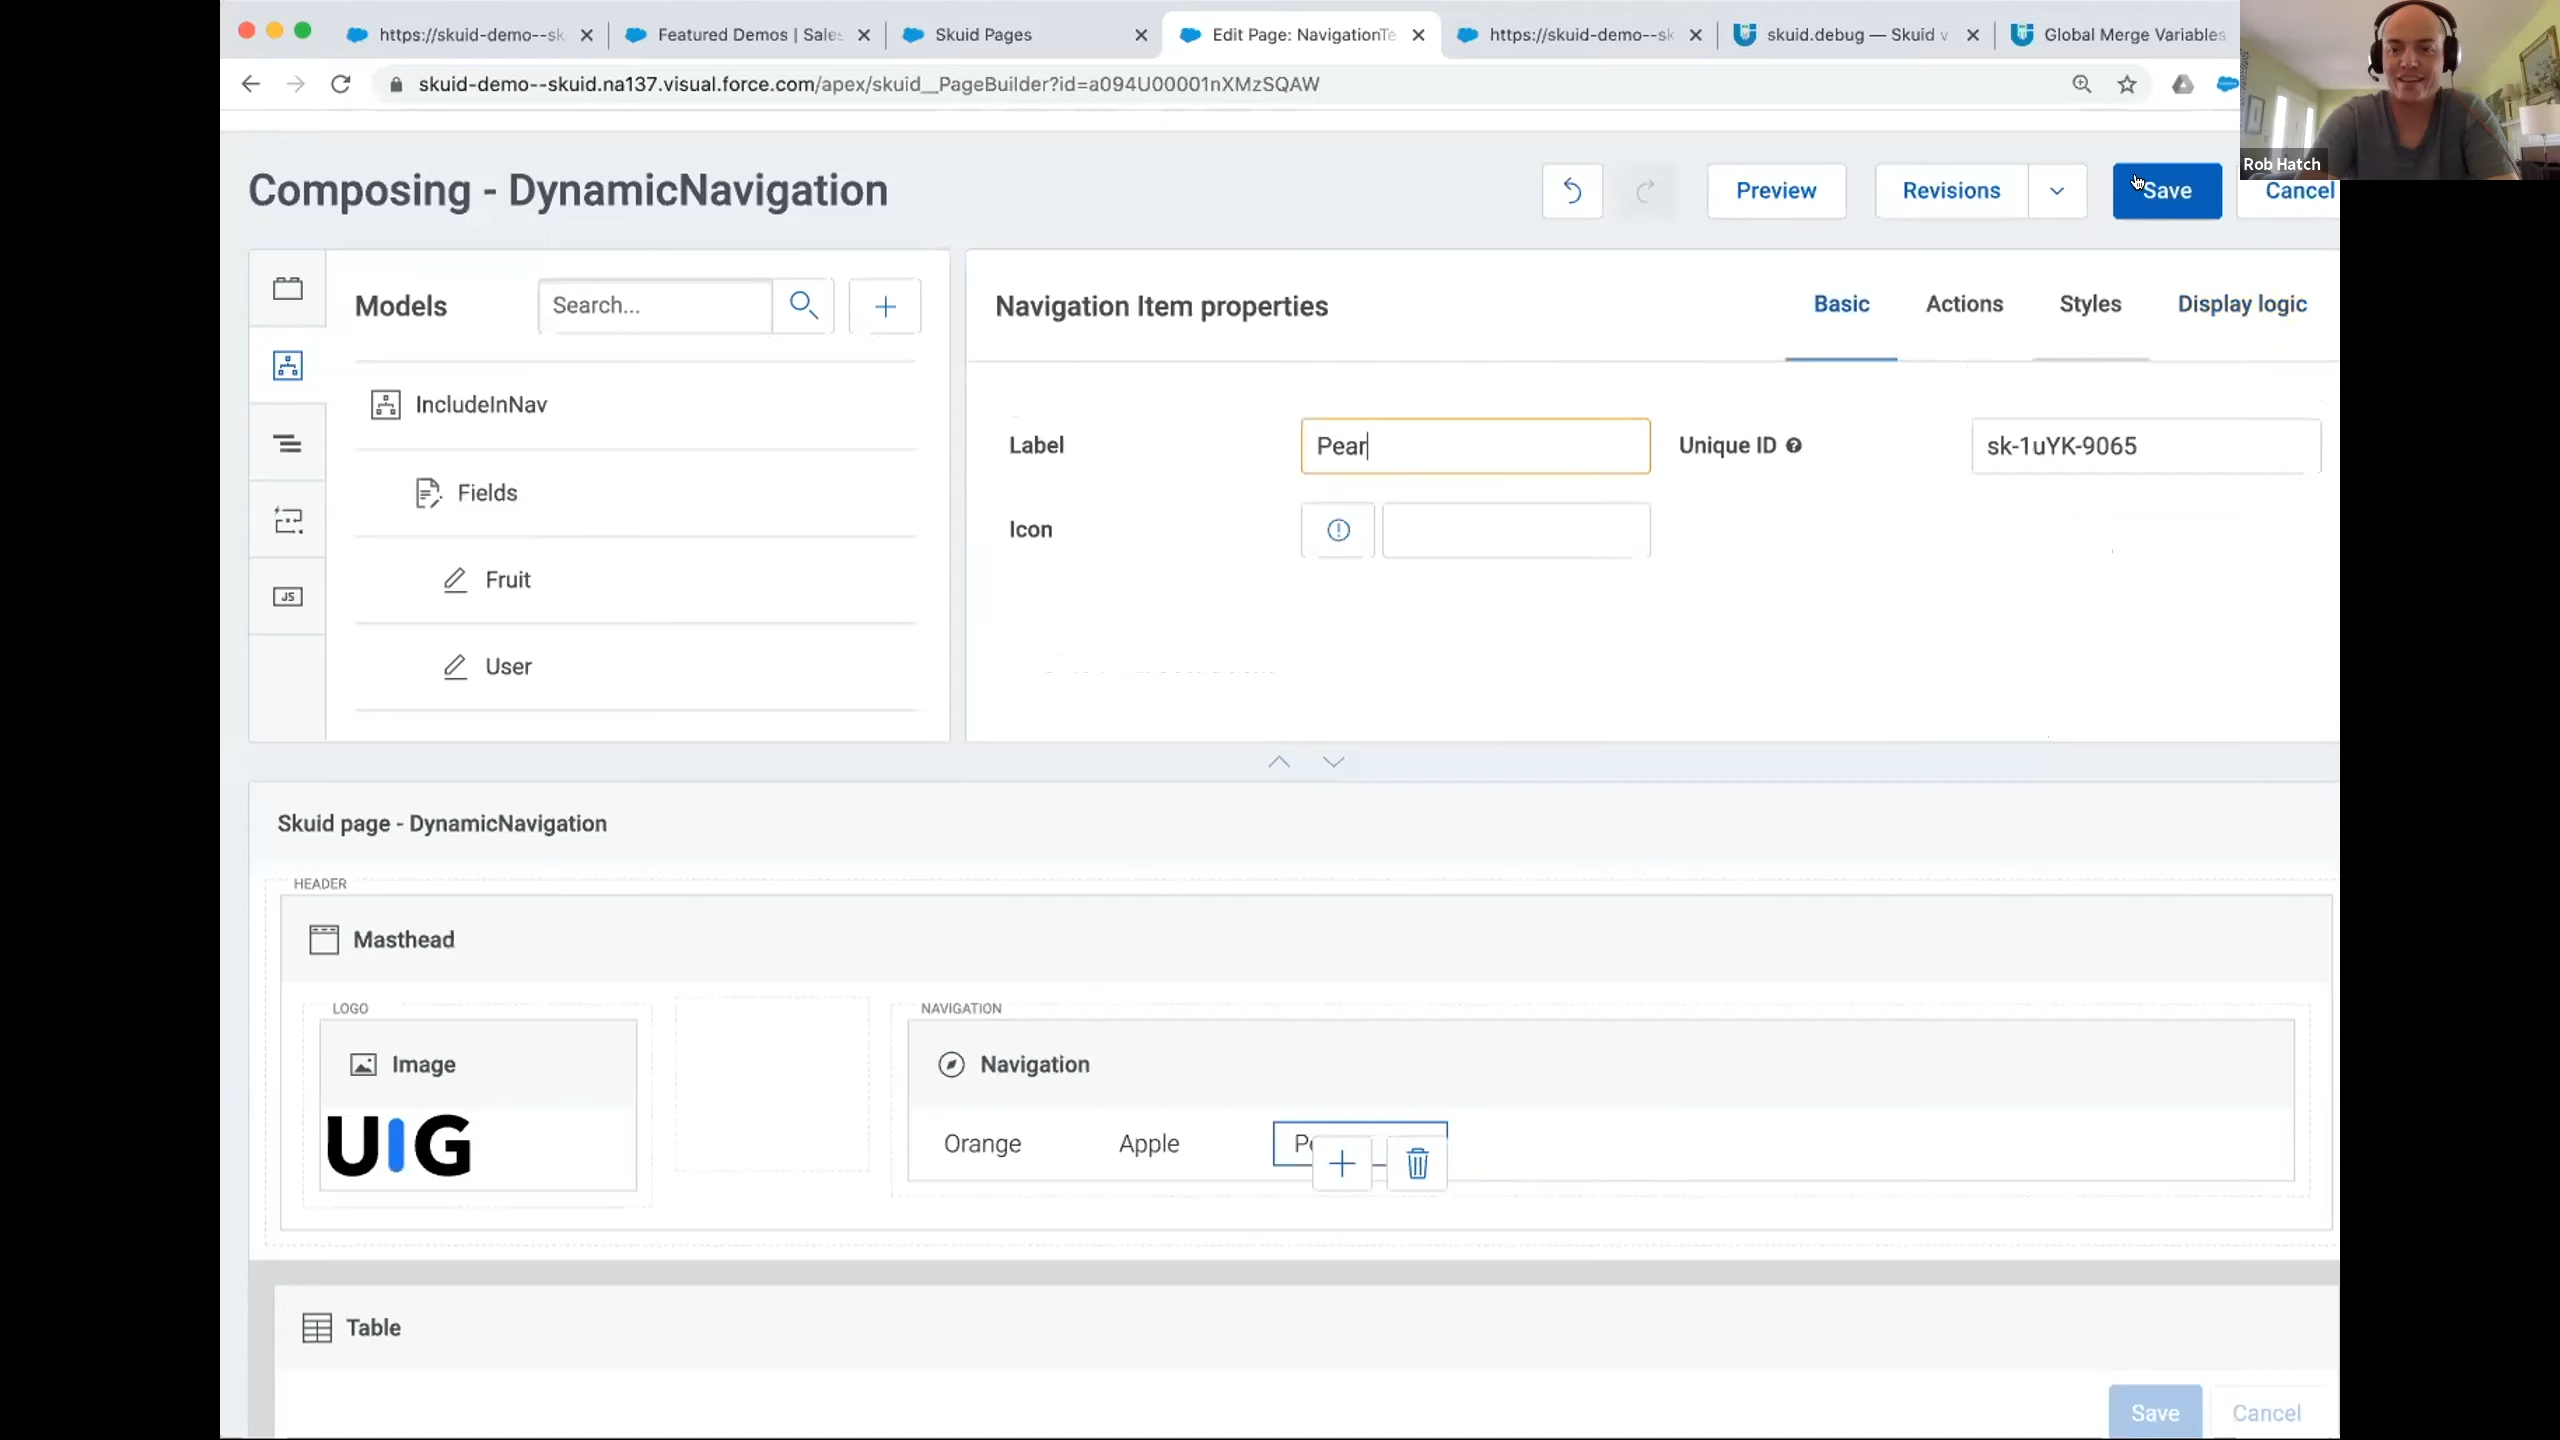 https://skuid-demo--sk
Featured Demos | Sales
Skuid Pages
Edit Page: NavigationTe
https://skuid-demo--sk
skuid.debug — Skuid v
Global Merge Variables
skuid-demo--skuid.na137.visual.force.com/apex/skuid__PageBuilder?id=a094U00001nXMzSQAW
Rob Hatch
Composing - DynamicNavigation
Preview
Revisions
Save
Cancel
Models
Search...
IncludeInNav
Fields
Fruit
User
JS
Navigation Item properties
Basic
Actions
Styles
Display logic
Label
Pear
Unique ID
sk-1uYK-9065
Icon
Skuid page - DynamicNavigation
HEADER
Masthead
LOGO
Image
UIG
NAVIGATION
Navigation
Orange
Apple
Table
Save
Cancel